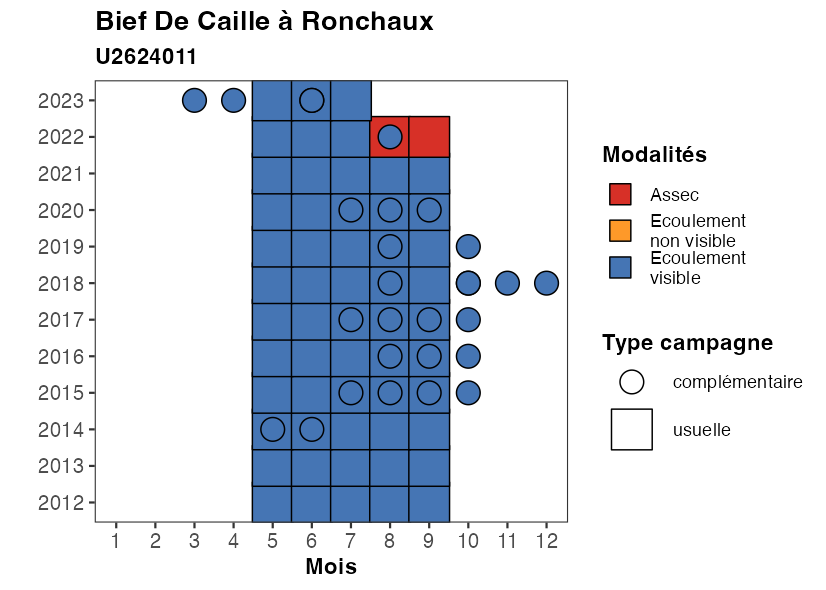 Bief De Caille à Ronchaux
U2624011
2023
2022
2021
2020
2019
2018
2017
2016
2015
2014
2013
2012
1 2 3 4 5 6 7 8 9 10 11 12
Mois
Modalités
Assec
Ecoulement
non visible
Ecoulement
visible
Type campagne
complémentaire
usuelle